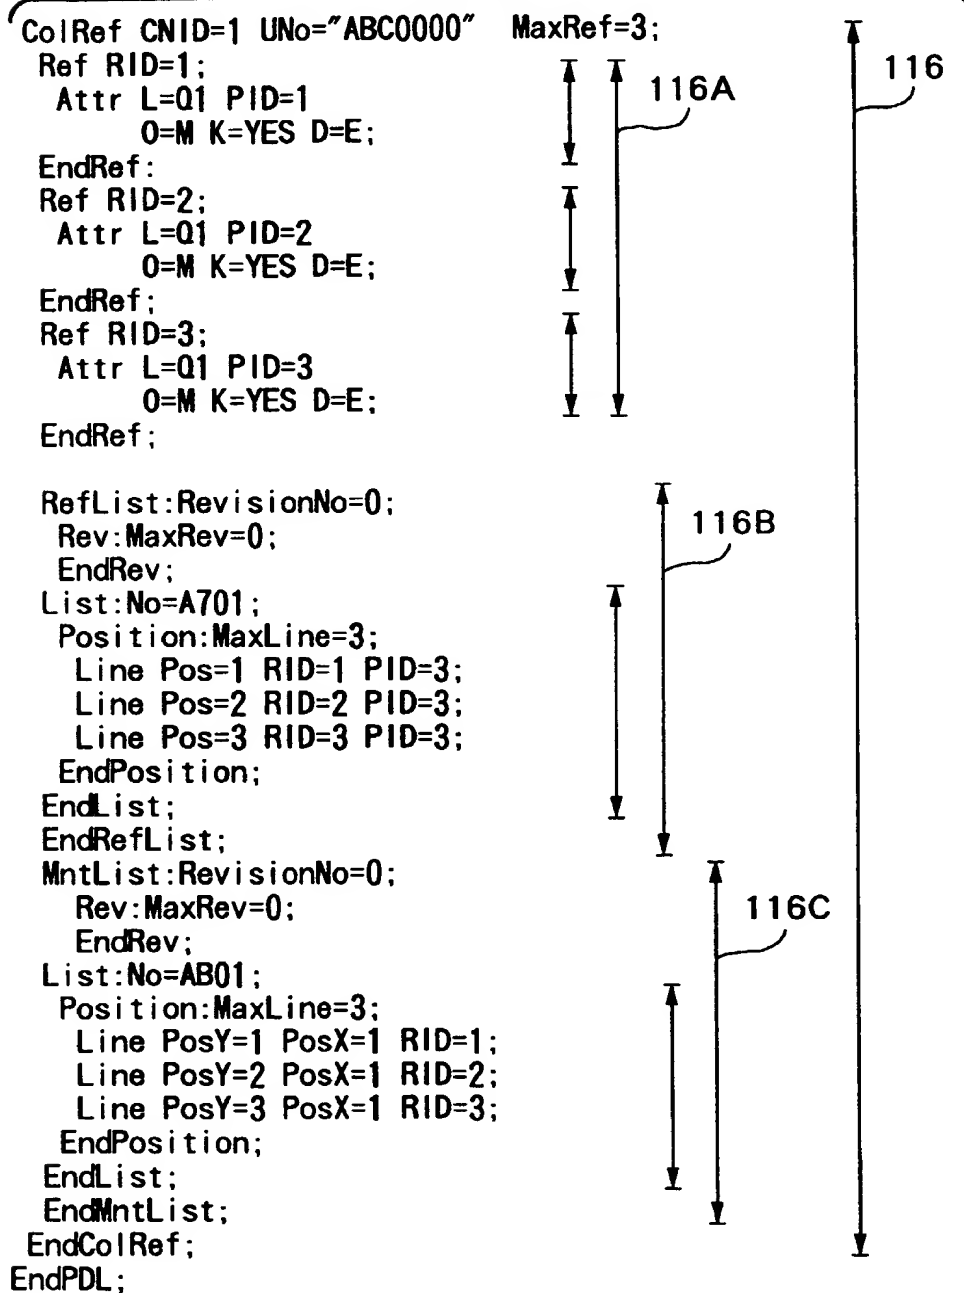 ColRef CNID=1 UNo="ABC0000" MaxRef=3;
Ref RID=1;
Attr L=Q1 PID=1
O=M K=YES D=E;
EndRef:
Ref RID=2;
Attr L=Q1 PID=2
O=M K=YES D=E;
EndRef;
Ref RID=3;
Attr L=Q1 PID=3
O=M K=YES D=E;
EndRef;
RefList:RevisionNo=0;
Rev:MaxRev=0;
EndRev;
List:No=A701;
Position:MaxLine=3;
Line Pos=1 RID=1 PID=3;
Line Pos=2 RID=2 PID=3;
Line Pos=3 RID=3 PID=3;
EndPosition;
EndList;
EndRefList;
MntList:RevisionNo=0;
Rev:MaxRev=0;
EndRev;
List:No=AB01;
Position:MaxLine=3;
Line PosY=1 PosX=1 RID=1;
Line PosY=2 PosX=1 RID=2;
Line PosY=3 PosX=1 RID=3;
EndPosition;
EndList;
EndMntList;
EndColRef;
EndPDL;
116A
116
116B
116C